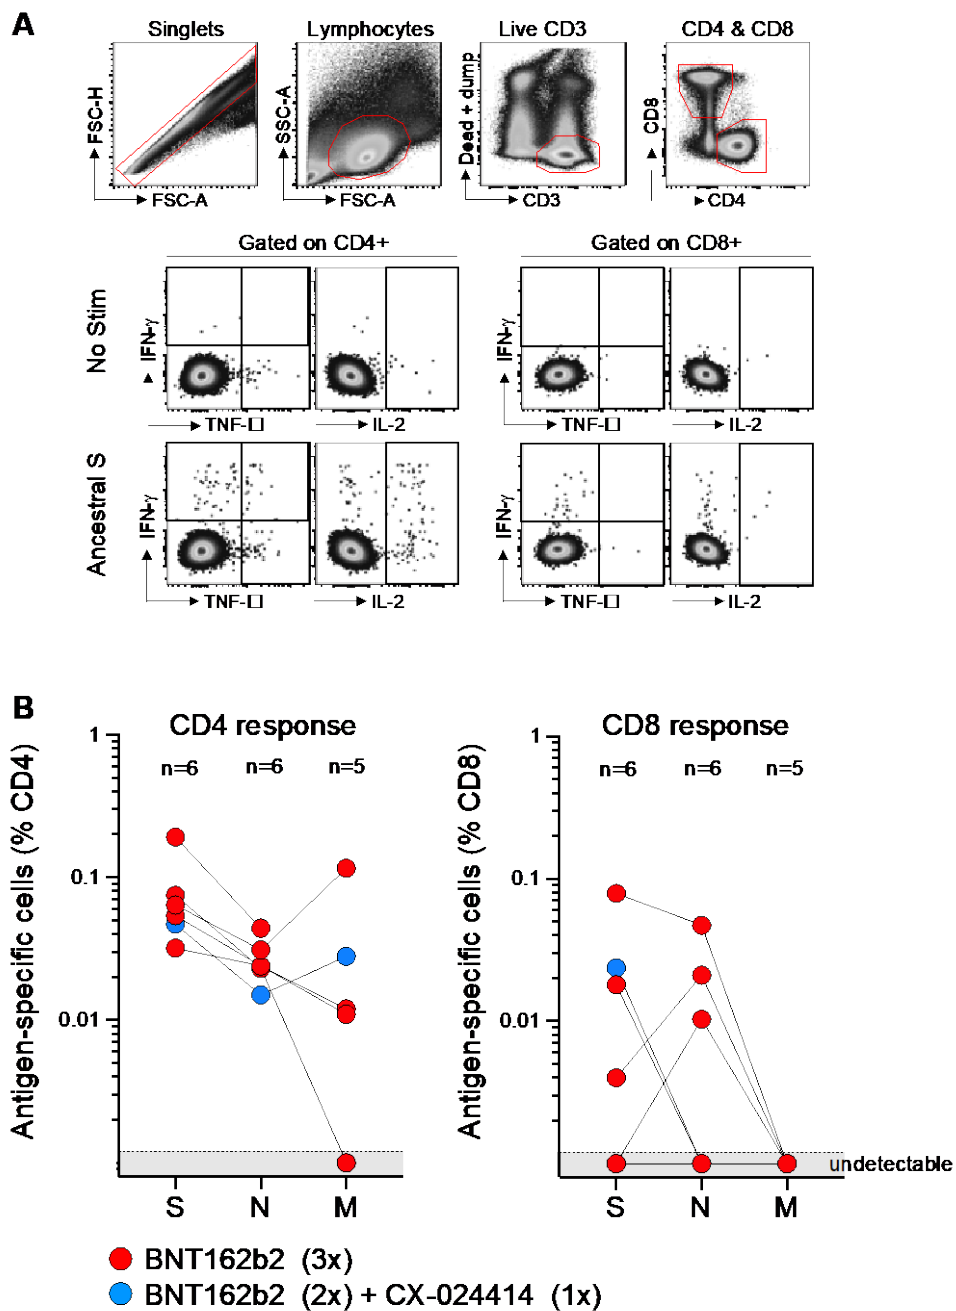 A
Singlets
Lymphocytes
Live CD3
CD4 & CD8
FSC-H
FSC-A
SSC-A
FSC-A
Dead + dump
CD3
CD8
CD4
Gated on CD4+
Gated on CD8+
No Stim
IFN-γ
TNF-□
IL-2
IFN-γ
TNF-□
IL-2
Ancestral S
IFN-γ
TNF-□
IL-2
IFN-γ
TNF-□
IL-2
B
CD4 response
CD8 response
n=6 n=6 n=5
n=6 n=6 n=5
Antigen-specific cells (% CD4)
1
0.1
0.01
S N M
Antigen-specific cells (% CD8)
1
0.1
0.01
undetectable
S N M
BNT162b2 (3x)
BNT162b2 (2x) + CX-024414 (1x)